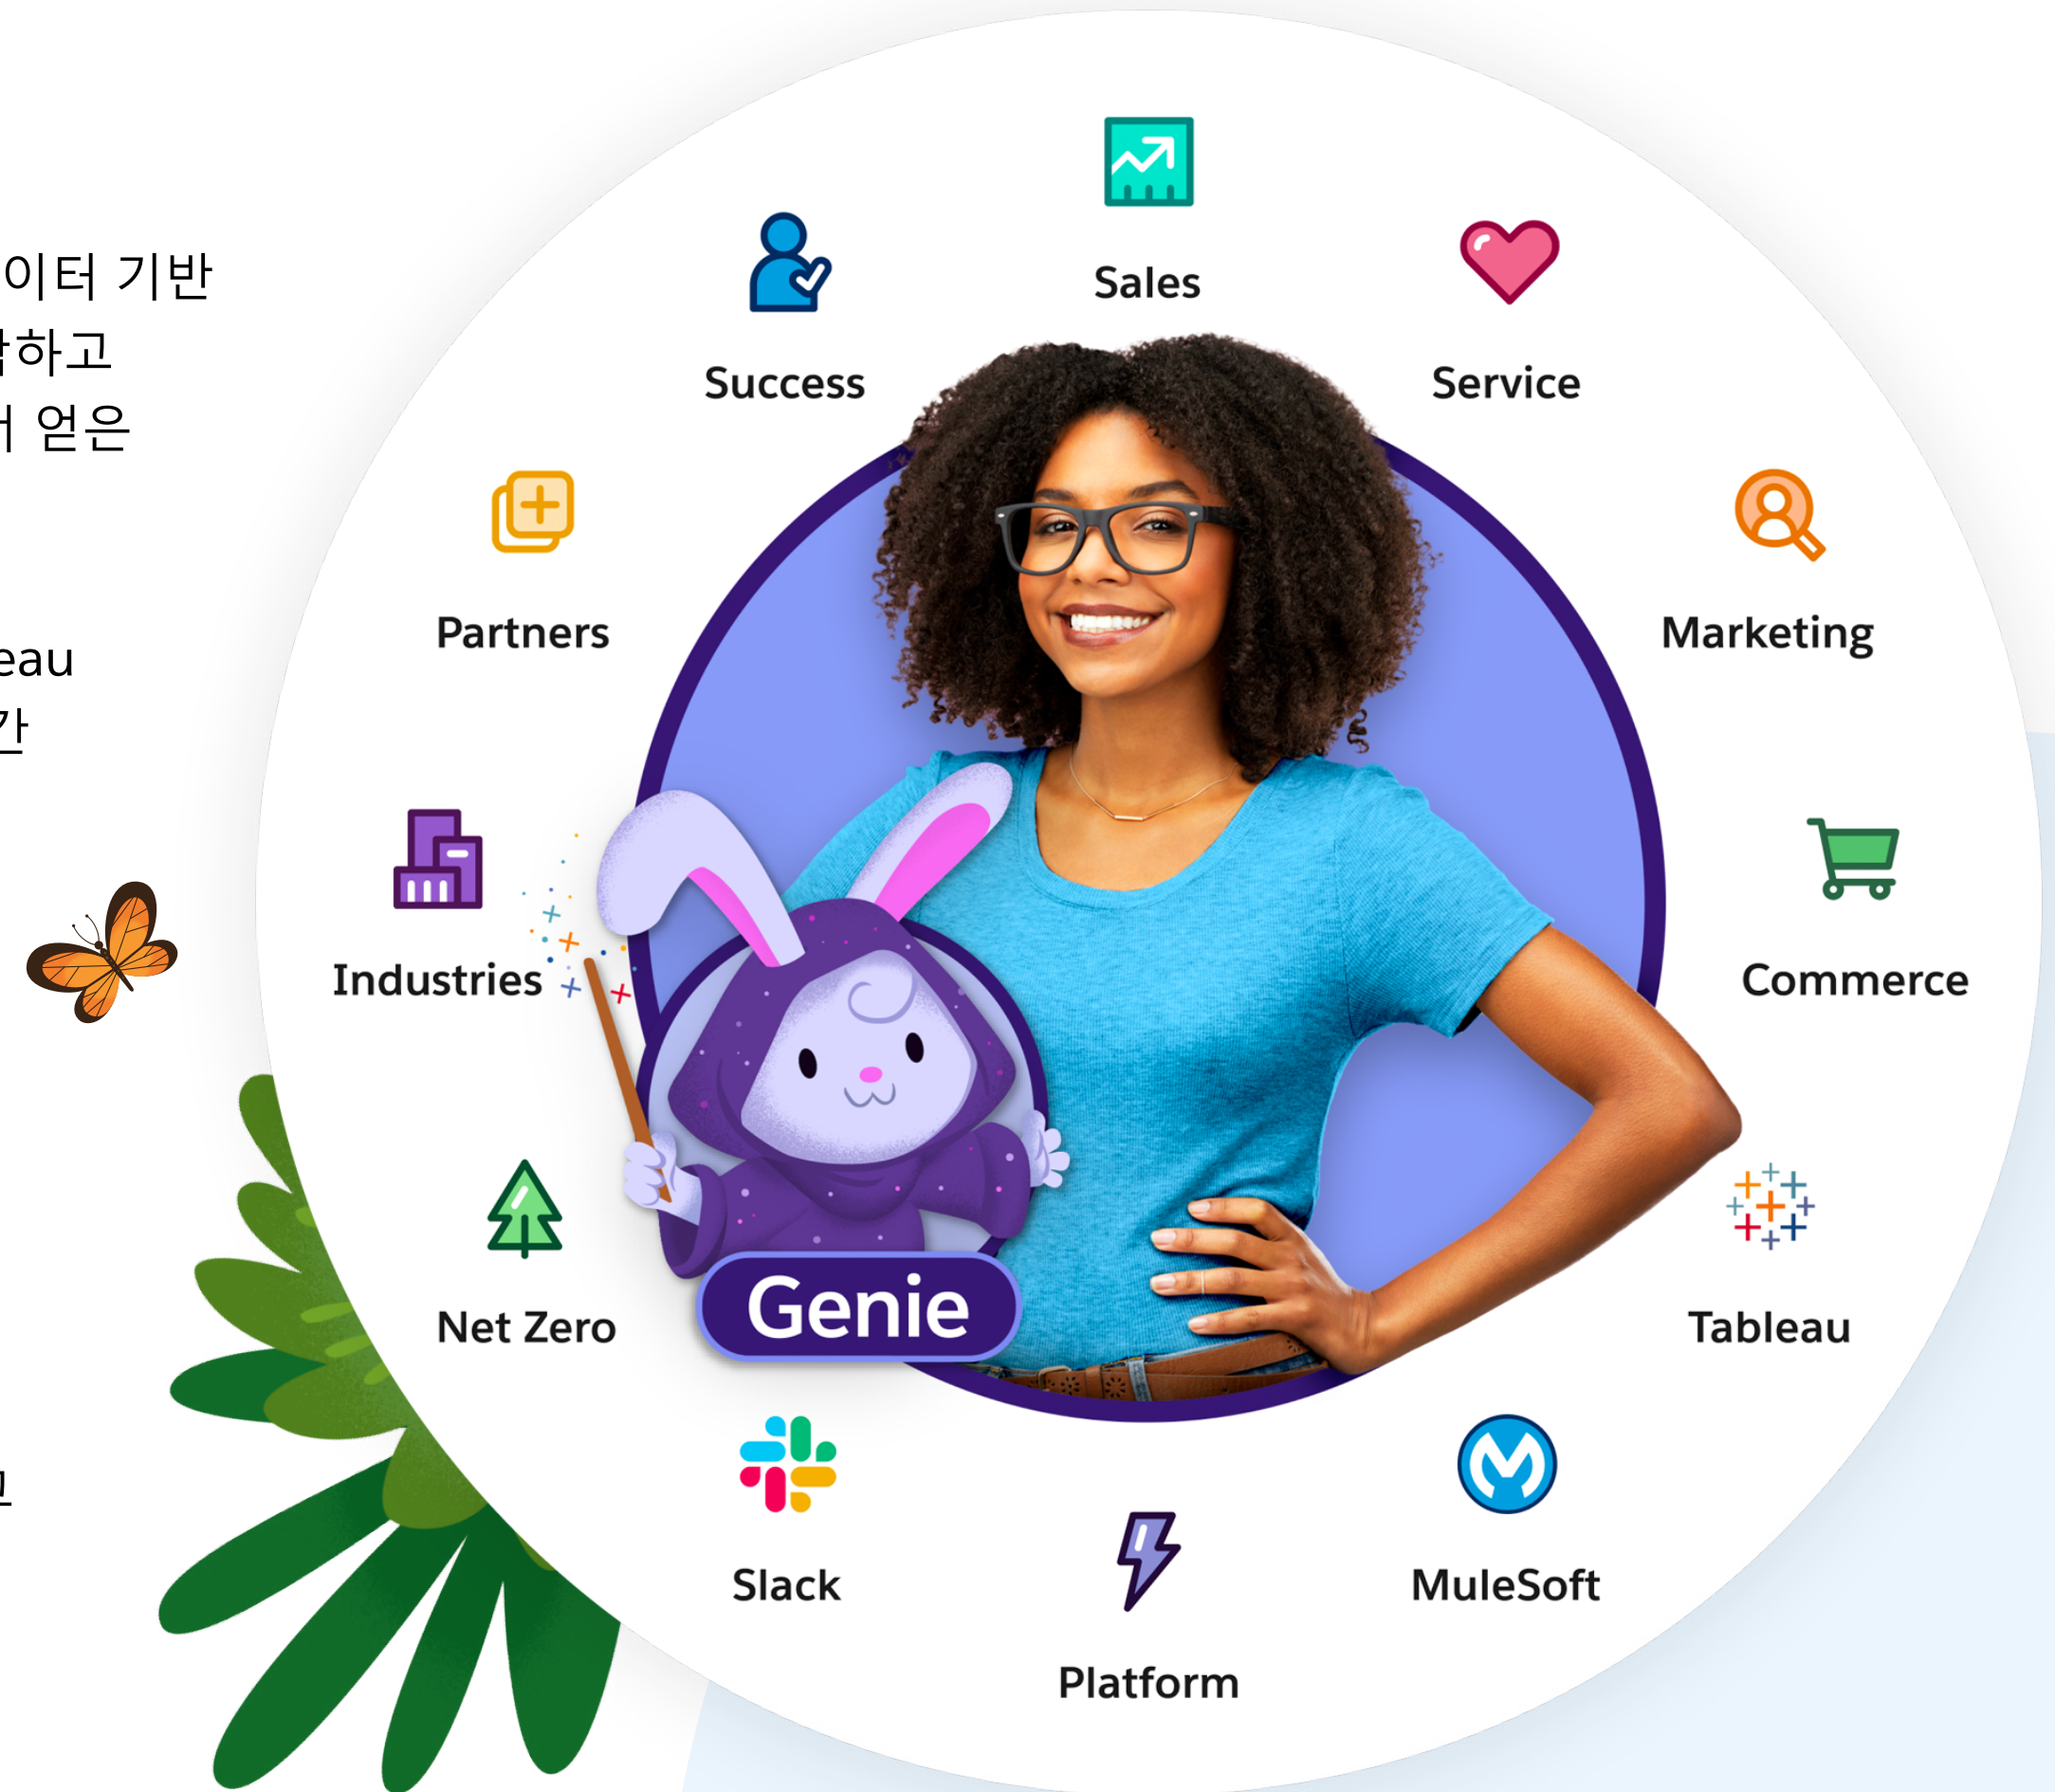 이터 기반
하고
얻은
eau
간
Sales
Success
Service
Partners
Marketing
Industries
Commerce
Genie
Net Zero
Tableau
Slack
MuleSoft
Platform